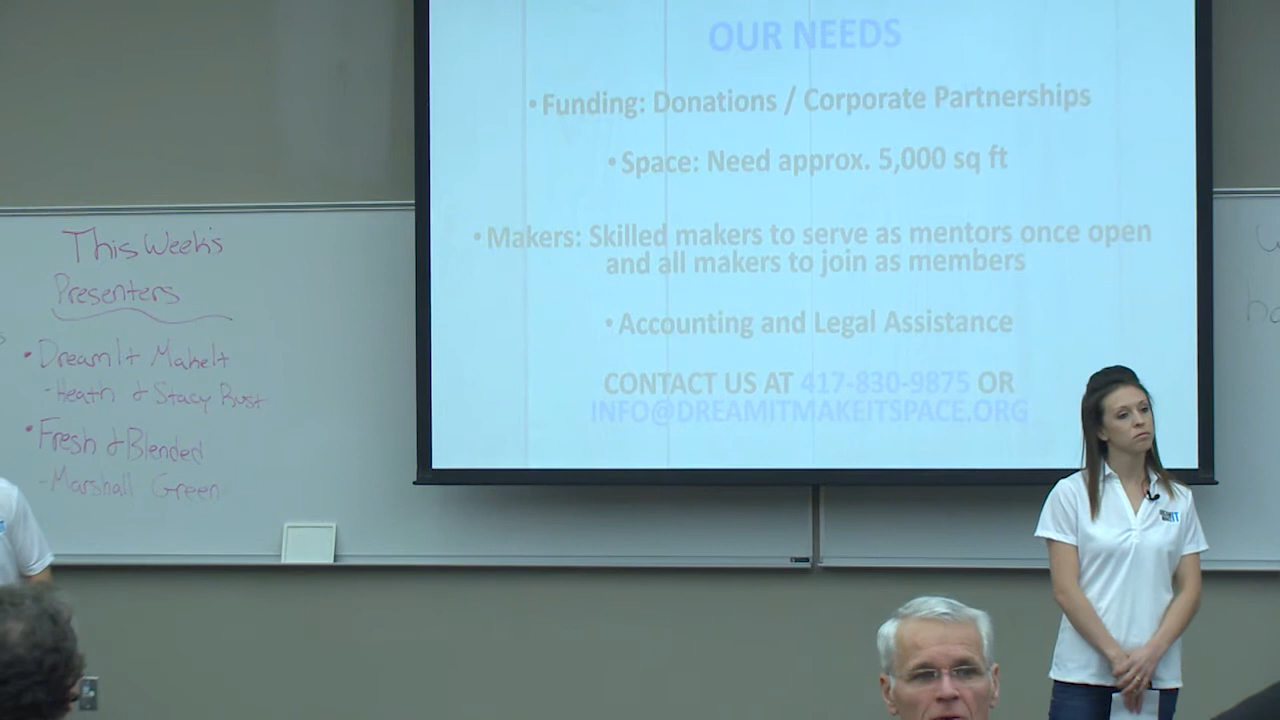 OUR NEEDS
• Funding: Donations / Corporate Partnerships
• Space: Need approx. 5,000 sq ft
• Makers: Skilled makers to serve as mentors once open
and all makers to join as members
• Accounting and Legal Assistance
CONTACT US AT 417-830-9875 OR
INFO@DREAMITMAKEITSPACE.ORG
This Week's
Presenters
• DreamIt MakeIt
- Heath & Stacy Rust
• Fresh & Blended
- Marshall Green